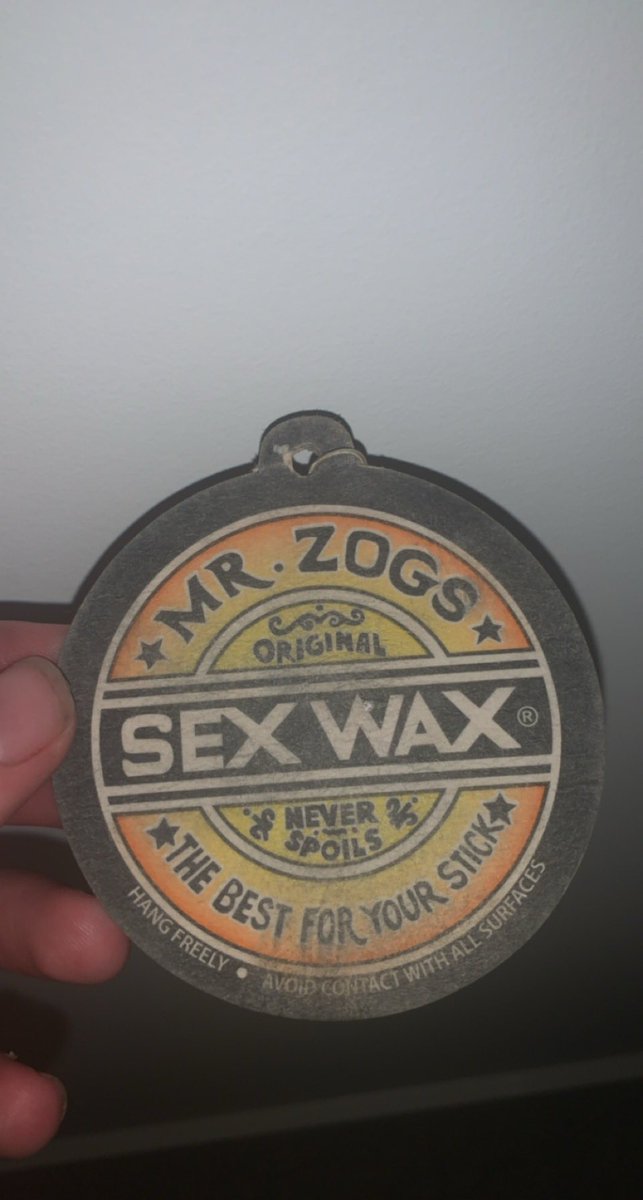 MR. ZOGS
ORIGINAL
SEX WAX®
NEVER
SPOILS
THE BEST FOR YOUR STICK
HANG FREELY • AVOID CONTACT WITH ALL SURFACES